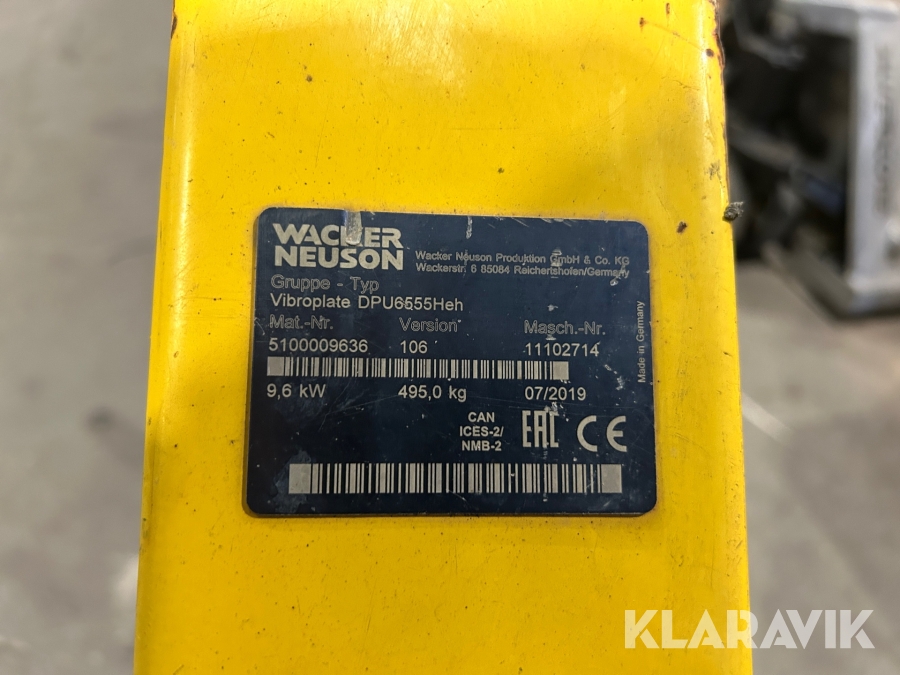 WACKER
NEUSON
Wacker Neuson Produktion GmbH & Co. KG
Wackerstr. 6 85084 Reichertshofen/Germany
Gruppe - Typ
Vibroplate DPU6555Heh
Mat.-Nr. Version Masch.-Nr.
5100009636 106 11102714
9,6 kW 495,0 kg 07/2019
CAN
ICES-2/
NMB-2
EAC CE
Made in Germany
KLARAVIK